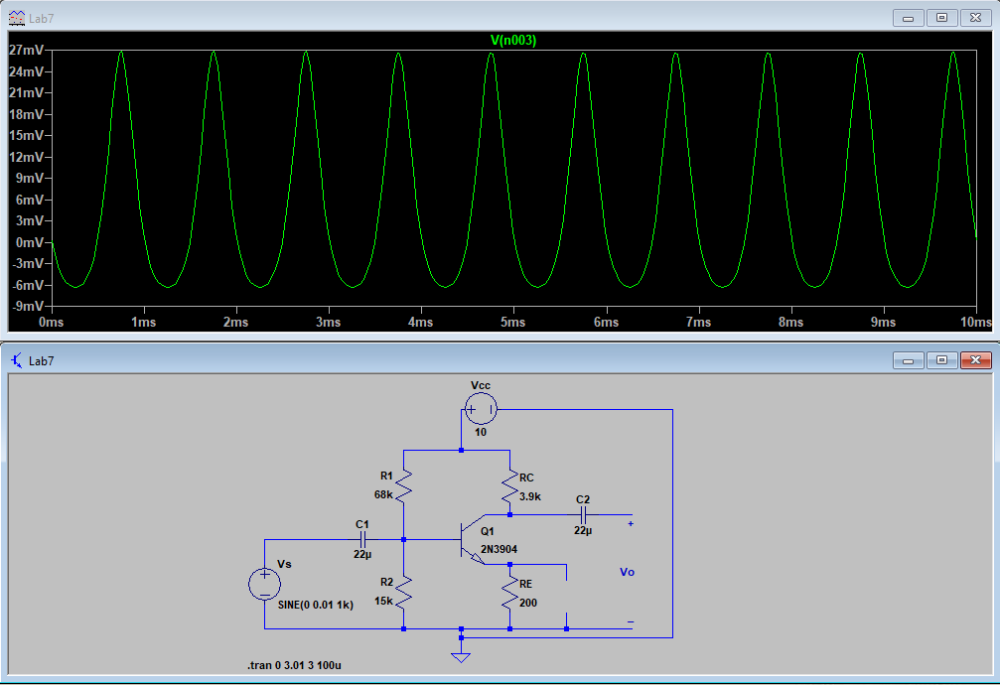 Lab7
V(n003)
27mV
24mV
21mV
18mV
15mV
12mV
9mV
6mV
3mV
0mV
-3mV
-6mV
-9mV
0ms 1ms 2ms 3ms 4ms 5ms 6ms 7ms 8ms 9ms 10ms
Lab7
Vcc
+ -
10
R1
68k
RC
3.9k
C1
22µ
C2
22µ
+
Q1
2N3904
Vs
+
-
SINE(0 0.01 1k)
R2
15k
RE
200
Vo
-
.tran 0 3.01 3 100u